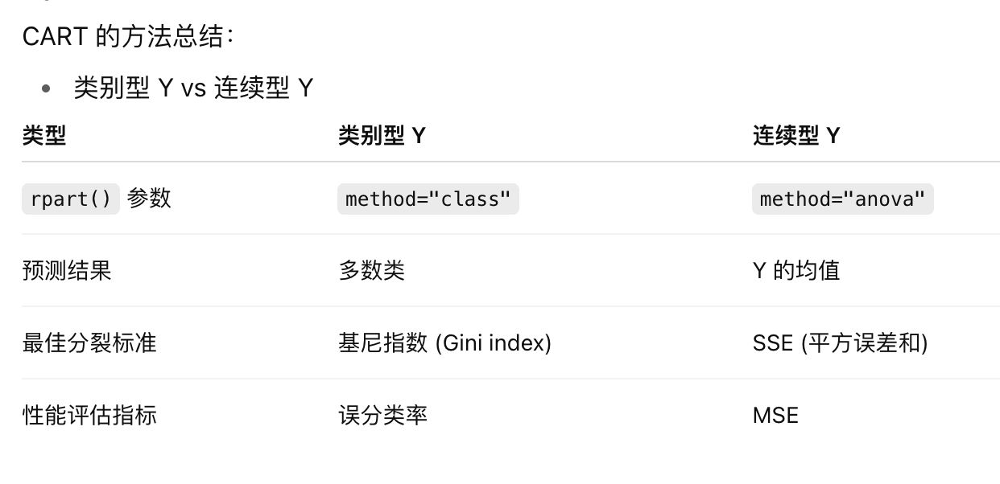 CART 的方法总结：
• 类别型 Y vs 连续型 Y
类型 类别型 Y 连续型 Y
rpart() 参数 method="class" method="anova"
预测结果 多数类 Y 的均值
最佳分裂标准 基尼指数 (Gini index) SSE (平方误差和)
性能评估指标 误分类率 MSE